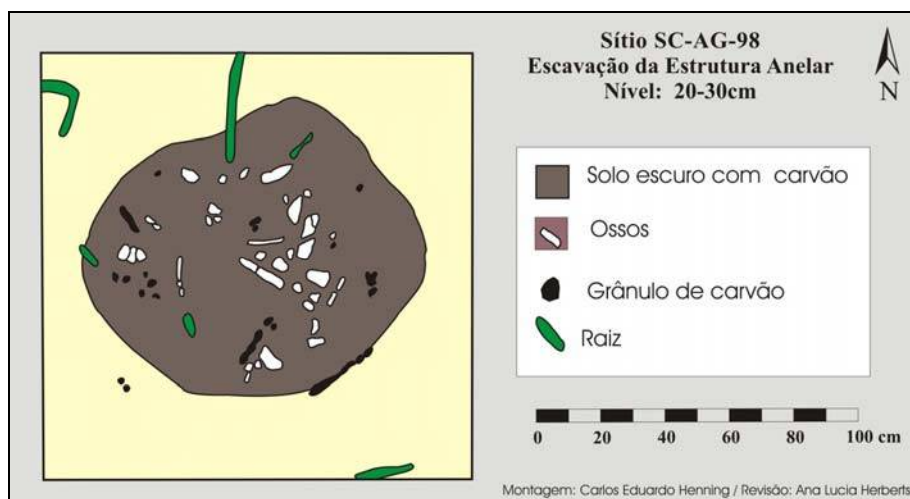 Sítio SC-AG-98
Escavação da Estrutura Anelar
Nível: 20-30cm
N
Solo escuro com carvão
Ossos
Grânulo de carvão
Raiz
0 20 40 60 80 100 cm
Montagem: Carlos Eduardo Henning / Revisão: Ana Lucia Herberts